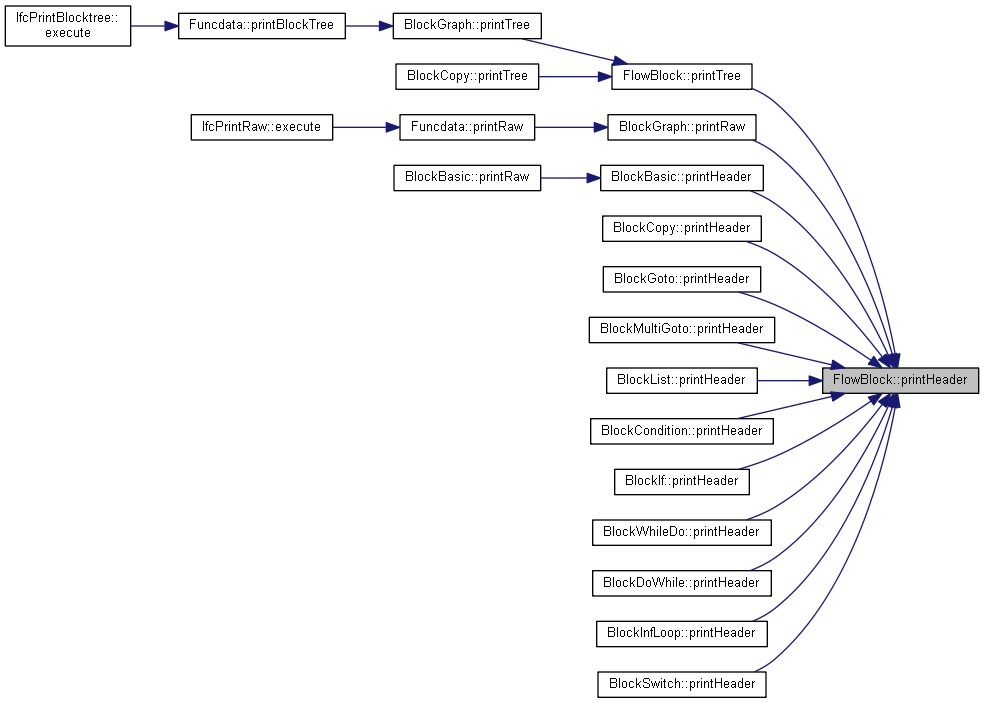 IfcPrintBlocktree::
execute
Funcdata::printBlockTree
BlockGraph::printTree
BlockCopy::printTree
FlowBlock::printTree
IfcPrintRaw::execute
Funcdata::printRaw
BlockGraph::printRaw
BlockBasic::printRaw
BlockBasic::printHeader
BlockCopy::printHeader
BlockGoto::printHeader
BlockMultiGoto::printHeader
BlockList::printHeader
FlowBlock::printHeader
BlockCondition::printHeader
BlockIf::printHeader
BlockWhileDo::printHeader
BlockDoWhile::printHeader
BlockInfLoop::printHeader
BlockSwitch::printHeader